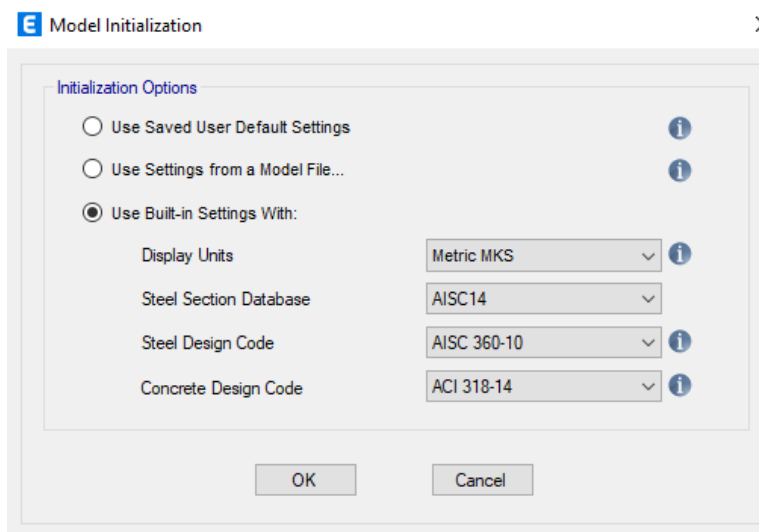 E Model Initialization
Initialization Options
Use Saved User Default Settings
Use Settings from a Model File...
Use Built-in Settings With:
Display Units Metric MKS
Steel Section Database AISC14
Steel Design Code AISC 360-10
Concrete Design Code ACI 318-14
OK Cancel